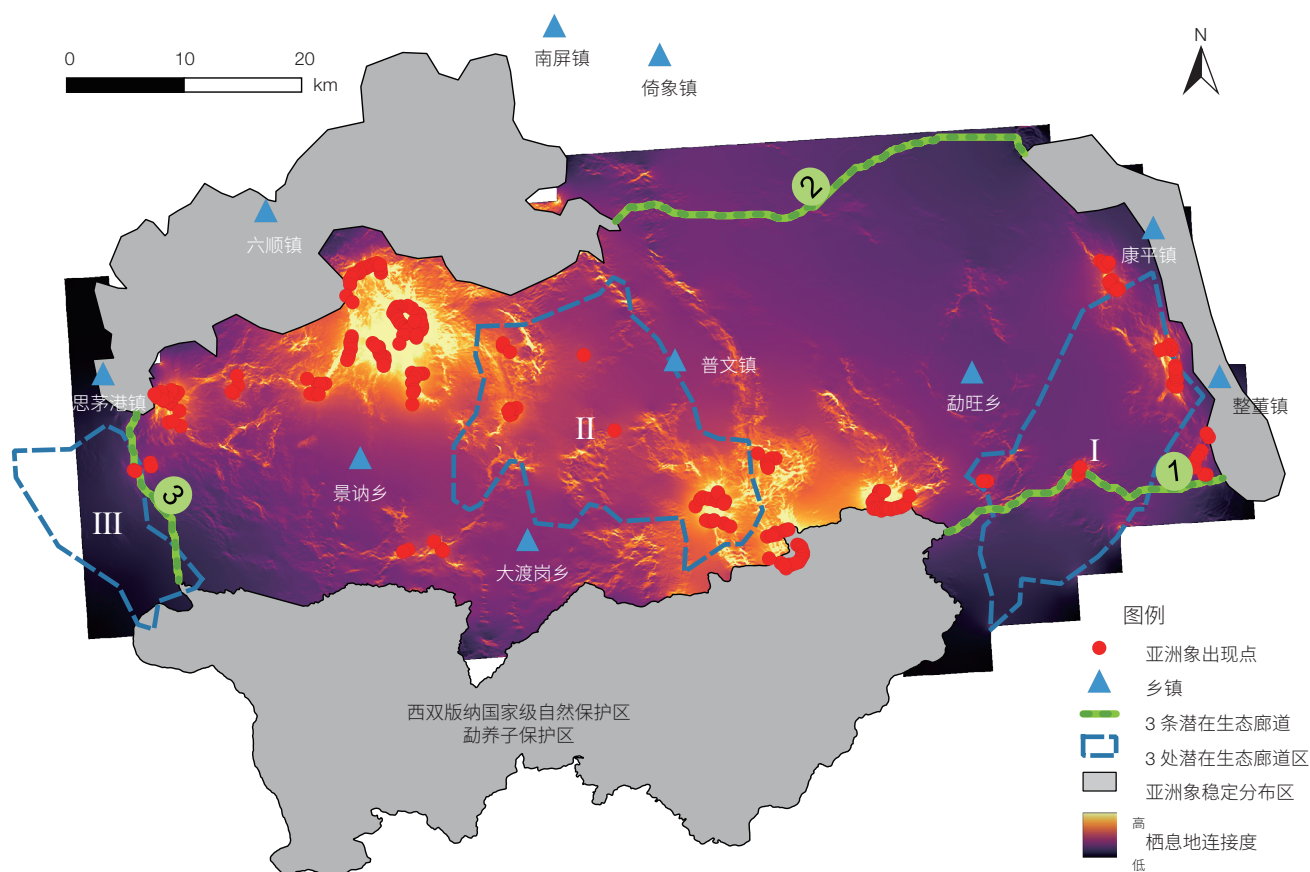 0 10 20
km
南屏镇
倚象镇
N
2
六顺镇
康平镇
普文镇
思茅港镇
勐旺乡
整董镇
II
I
1
景讷乡
3
III
大渡岗乡
图例
亚洲象出现点
乡镇
西双版纳国家级自然保护区
勐养子保护区
3 条潜在生态廊道
3 处潜在生态廊道区
亚洲象稳定分布区
高
栖息地连接度
低